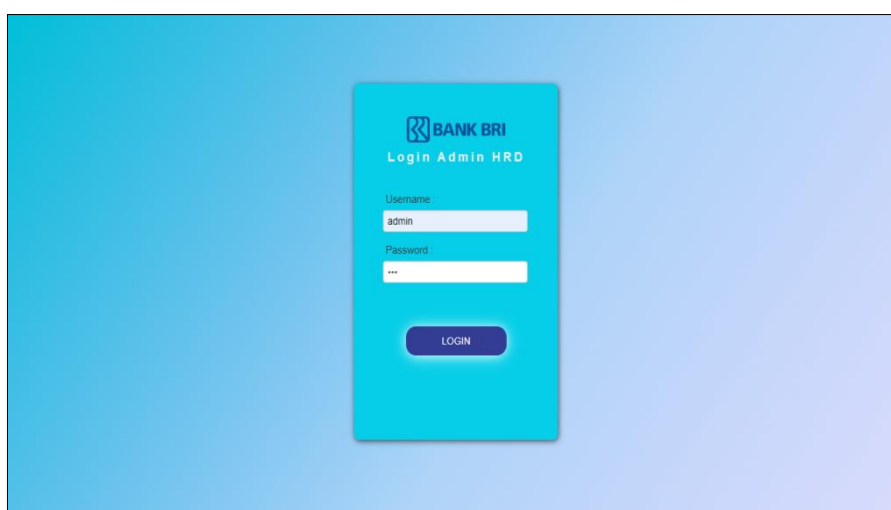 BANK BRI
Login Admin HRD
Username :
admin
Password :
•••
LOGIN